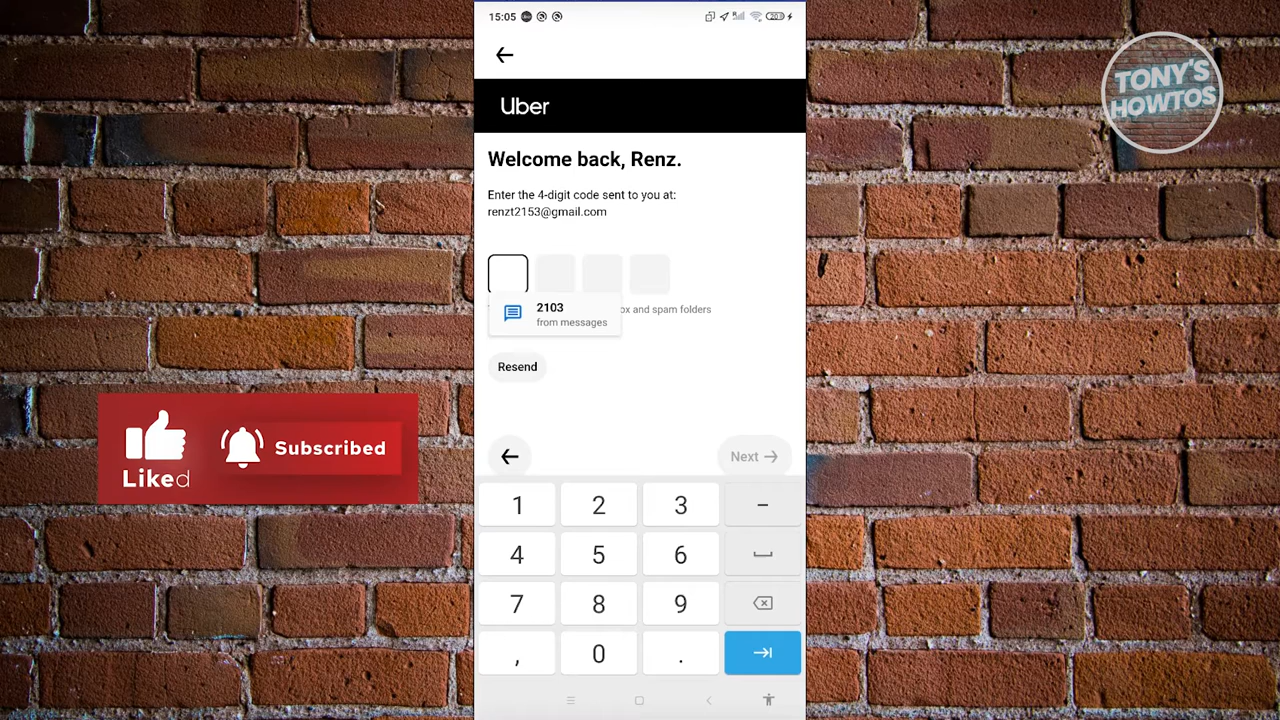 15:05
20
Uber
Welcome back, Renz.
Enter the 4-digit code sent to you at:
renzt2153@gmail.com
2103
from messages
ox and spam folders
Resend
Next
1 2 3 -
4 5 6
7 8 9
, 0 .
TONY'S
HOWTOS
Liked
Subscribed